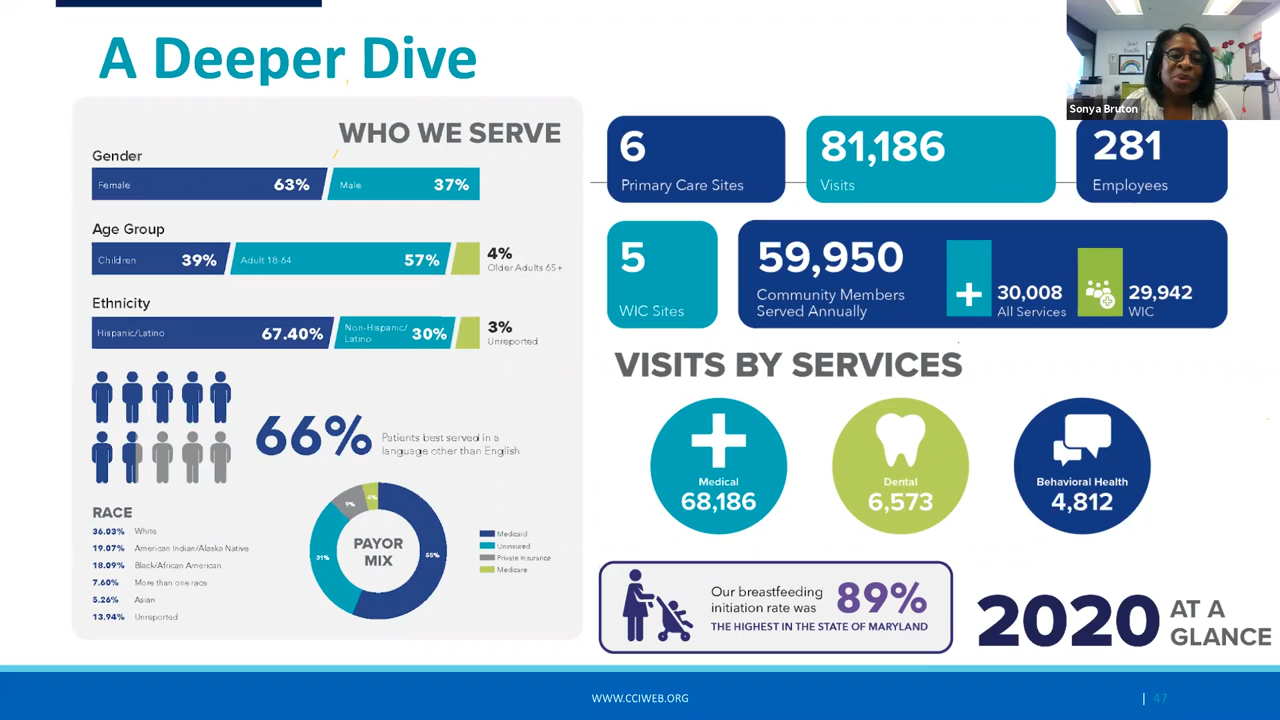 A Deeper Dive
Sonya Bruton
WHO WE SERVE
Gender
Female 63% Male 37%
Age Group
Children 39% Adult 18-64 57% 4%
Older Adults 65+
Ethnicity
Hispanic/Latino 67.40% Non-Hispanic/
Latino 30% 3%
Unreported
66% Patients best served in a
language other than English
RACE
36.03% White
19.07% American Indian/Alaska Native
18.09% Black/African American
7.60% More than one race
5.26% Asian
13.94% Unreported
PAYOR
MIX
55%
31%
9%
4%
Medicaid
Uninsured
Private Insurance
Medicare
6
Primary Care Sites
81,186
Visits
281
Employees
5
WIC Sites
59,950
Community Members
Served Annually
30,008
All Services
29,942
WIC
VISITS BY SERVICES
Medical
68,186
Dental
6,573
Behavioral Health
4,812
Our breastfeeding
initiation rate was 89%
THE HIGHEST IN THE STATE OF MARYLAND
2020 AT A
GLANCE
WWW.CCIWEB.ORG
| 47